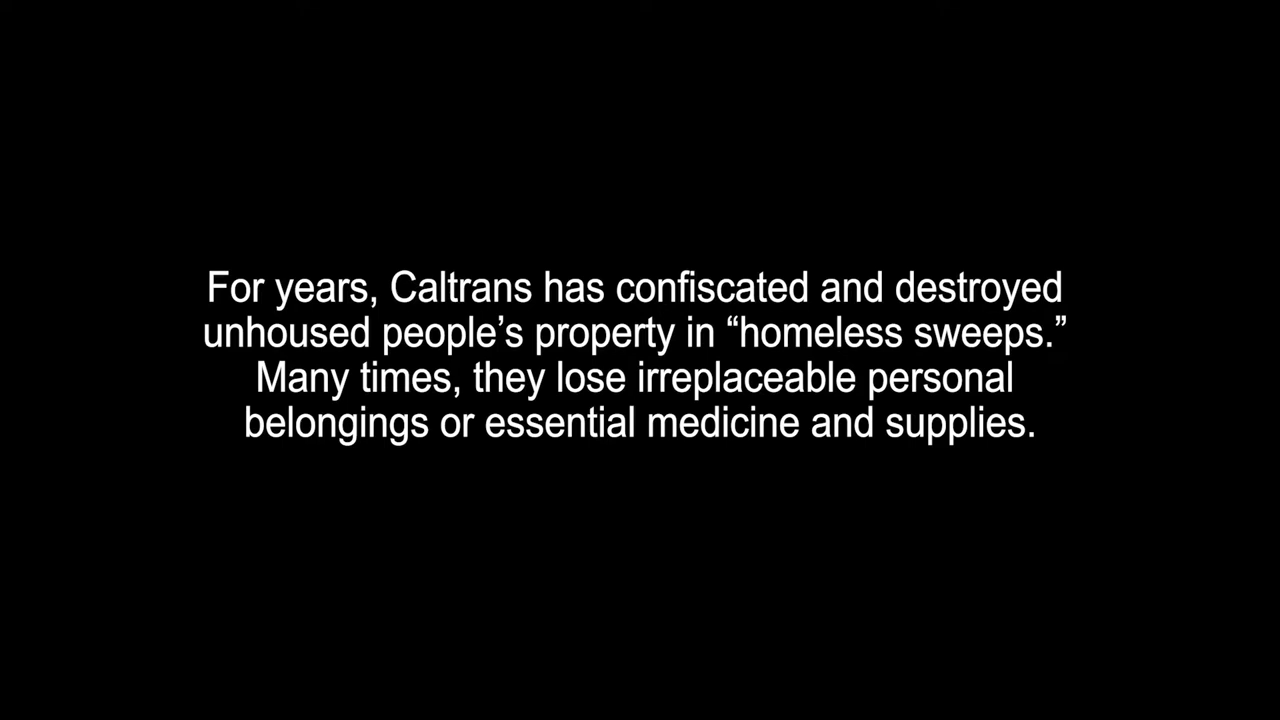 For years, Caltrans has confiscated and destroyed
unhoused people’s property in “homeless sweeps.”
Many times, they lose irreplaceable personal
belongings or essential medicine and supplies.